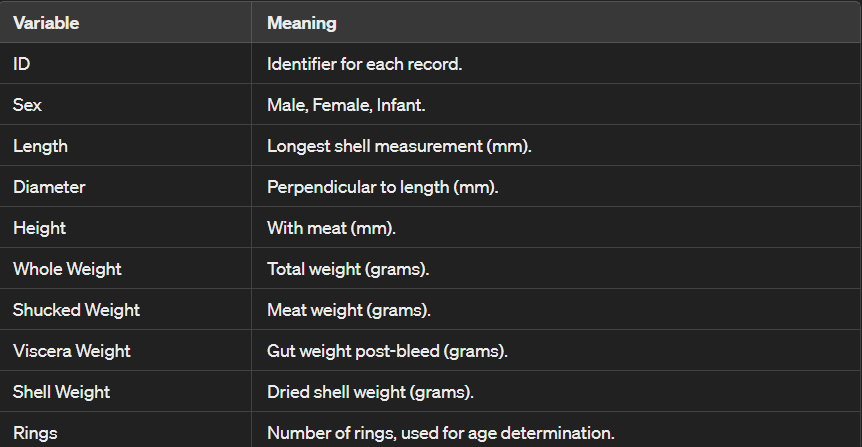 Variable Meaning
ID Identifier for each record.
Sex Male, Female, Infant.
Length Longest shell measurement (mm).
Diameter Perpendicular to length (mm).
Height With meat (mm).
Whole Weight Total weight (grams).
Shucked Weight Meat weight (grams).
Viscera Weight Gut weight post-bleed (grams).
Shell Weight Dried shell weight (grams).
Rings Number of rings, used for age determination.